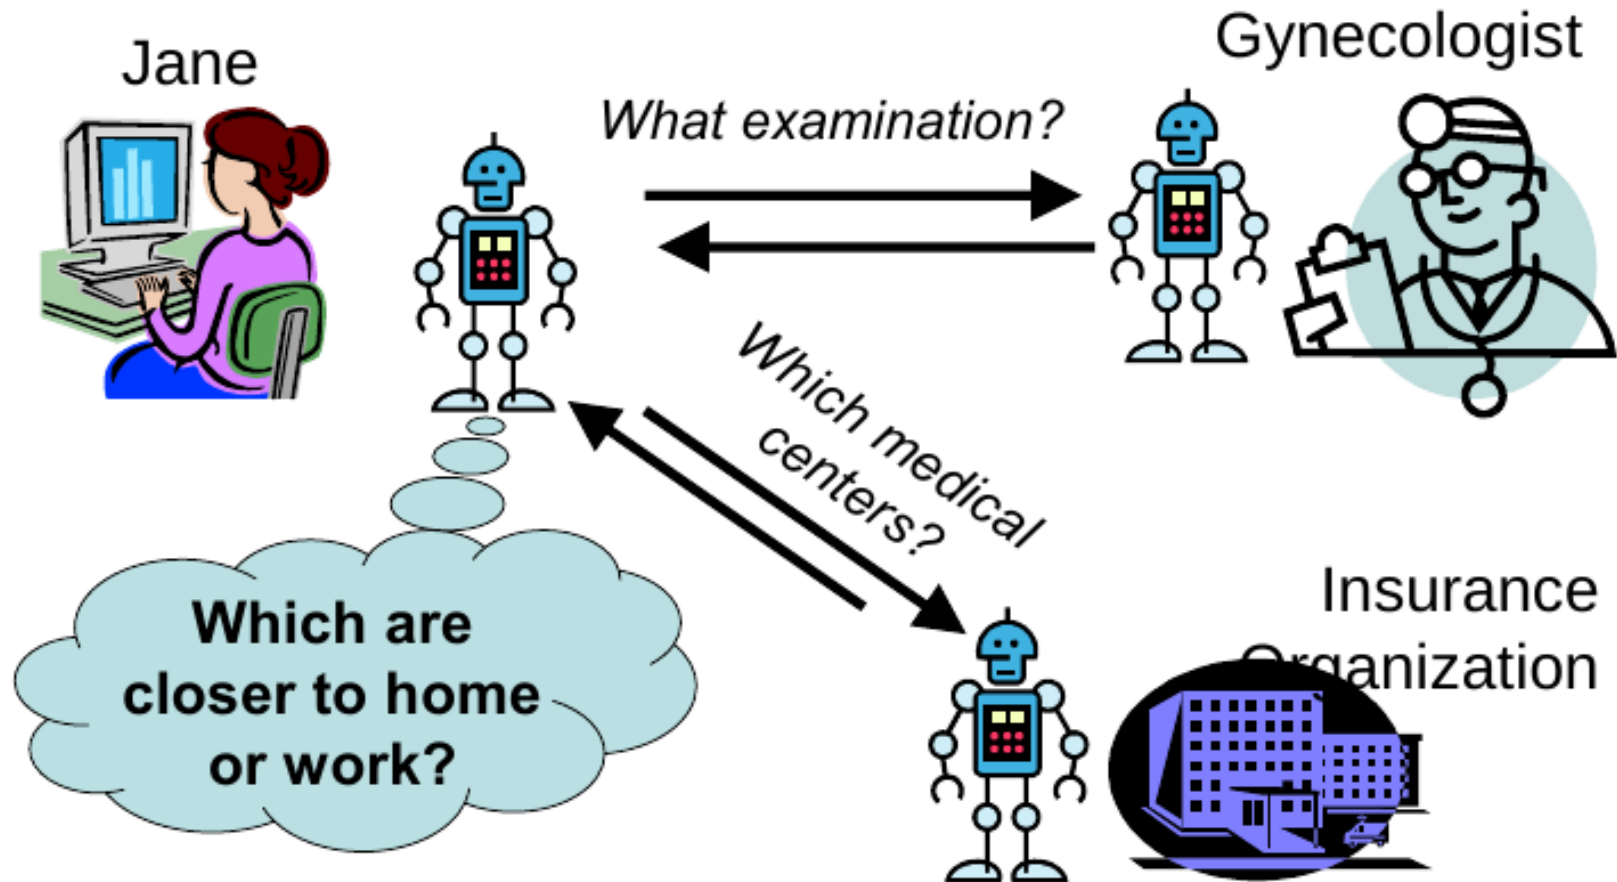 Jane
Gynecologist
What examination?
Which medical
centers?
Which are
closer to home
or work?
Insurance
Organization